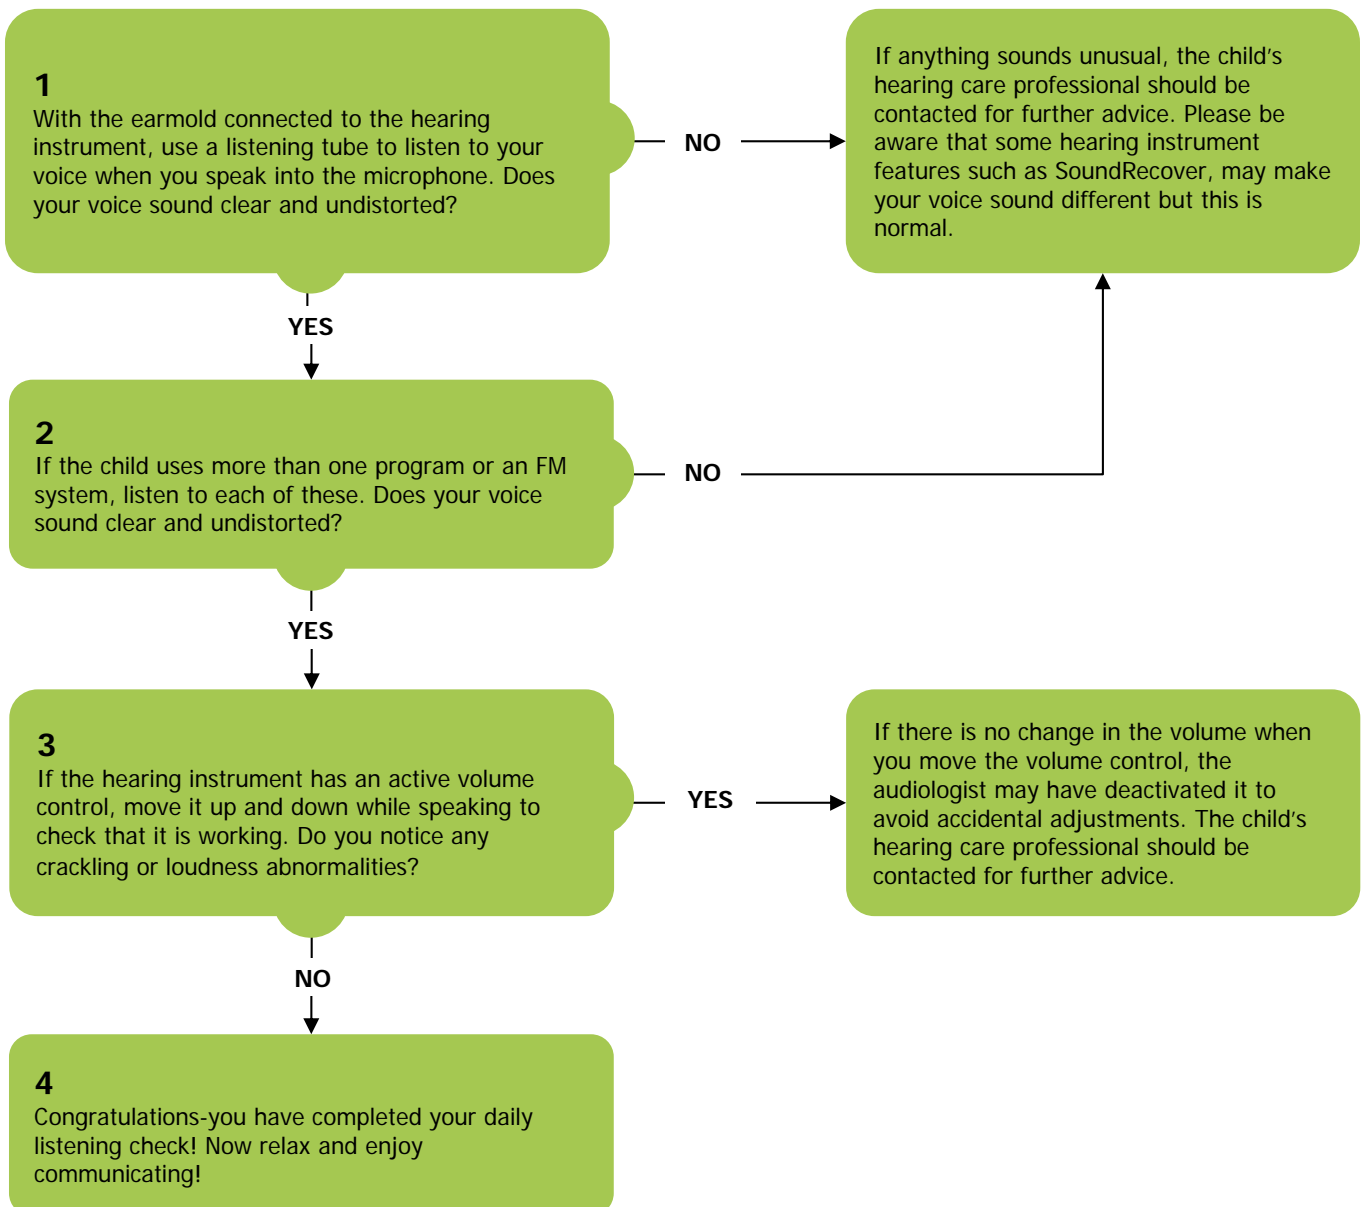 1
With the earmold connected to the hearing
instrument, use a listening tube to listen to your
voice when you speak into the microphone. Does
your voice sound clear and undistorted?
NO
If anything sounds unusual, the child's
hearing care professional should be
contacted for further advice. Please be
aware that some hearing instrument
features such as SoundRecover, may make
your voice sound different but this is
normal.
YES
2
If the child uses more than one program or an FM
system, listen to each of these. Does your voice
sound clear and undistorted?
NO
YES
3
If the hearing instrument has an active volume
control, move it up and down while speaking to
check that it is working. Do you notice any
crackling or loudness abnormalities?
YES
If there is no change in the volume when
you move the volume control, the
audiologist may have deactivated it to
avoid accidental adjustments. The child's
hearing care professional should be
contacted for further advice.
NO
4
Congratulations-you have completed your daily
listening check! Now relax and enjoy
communicating!